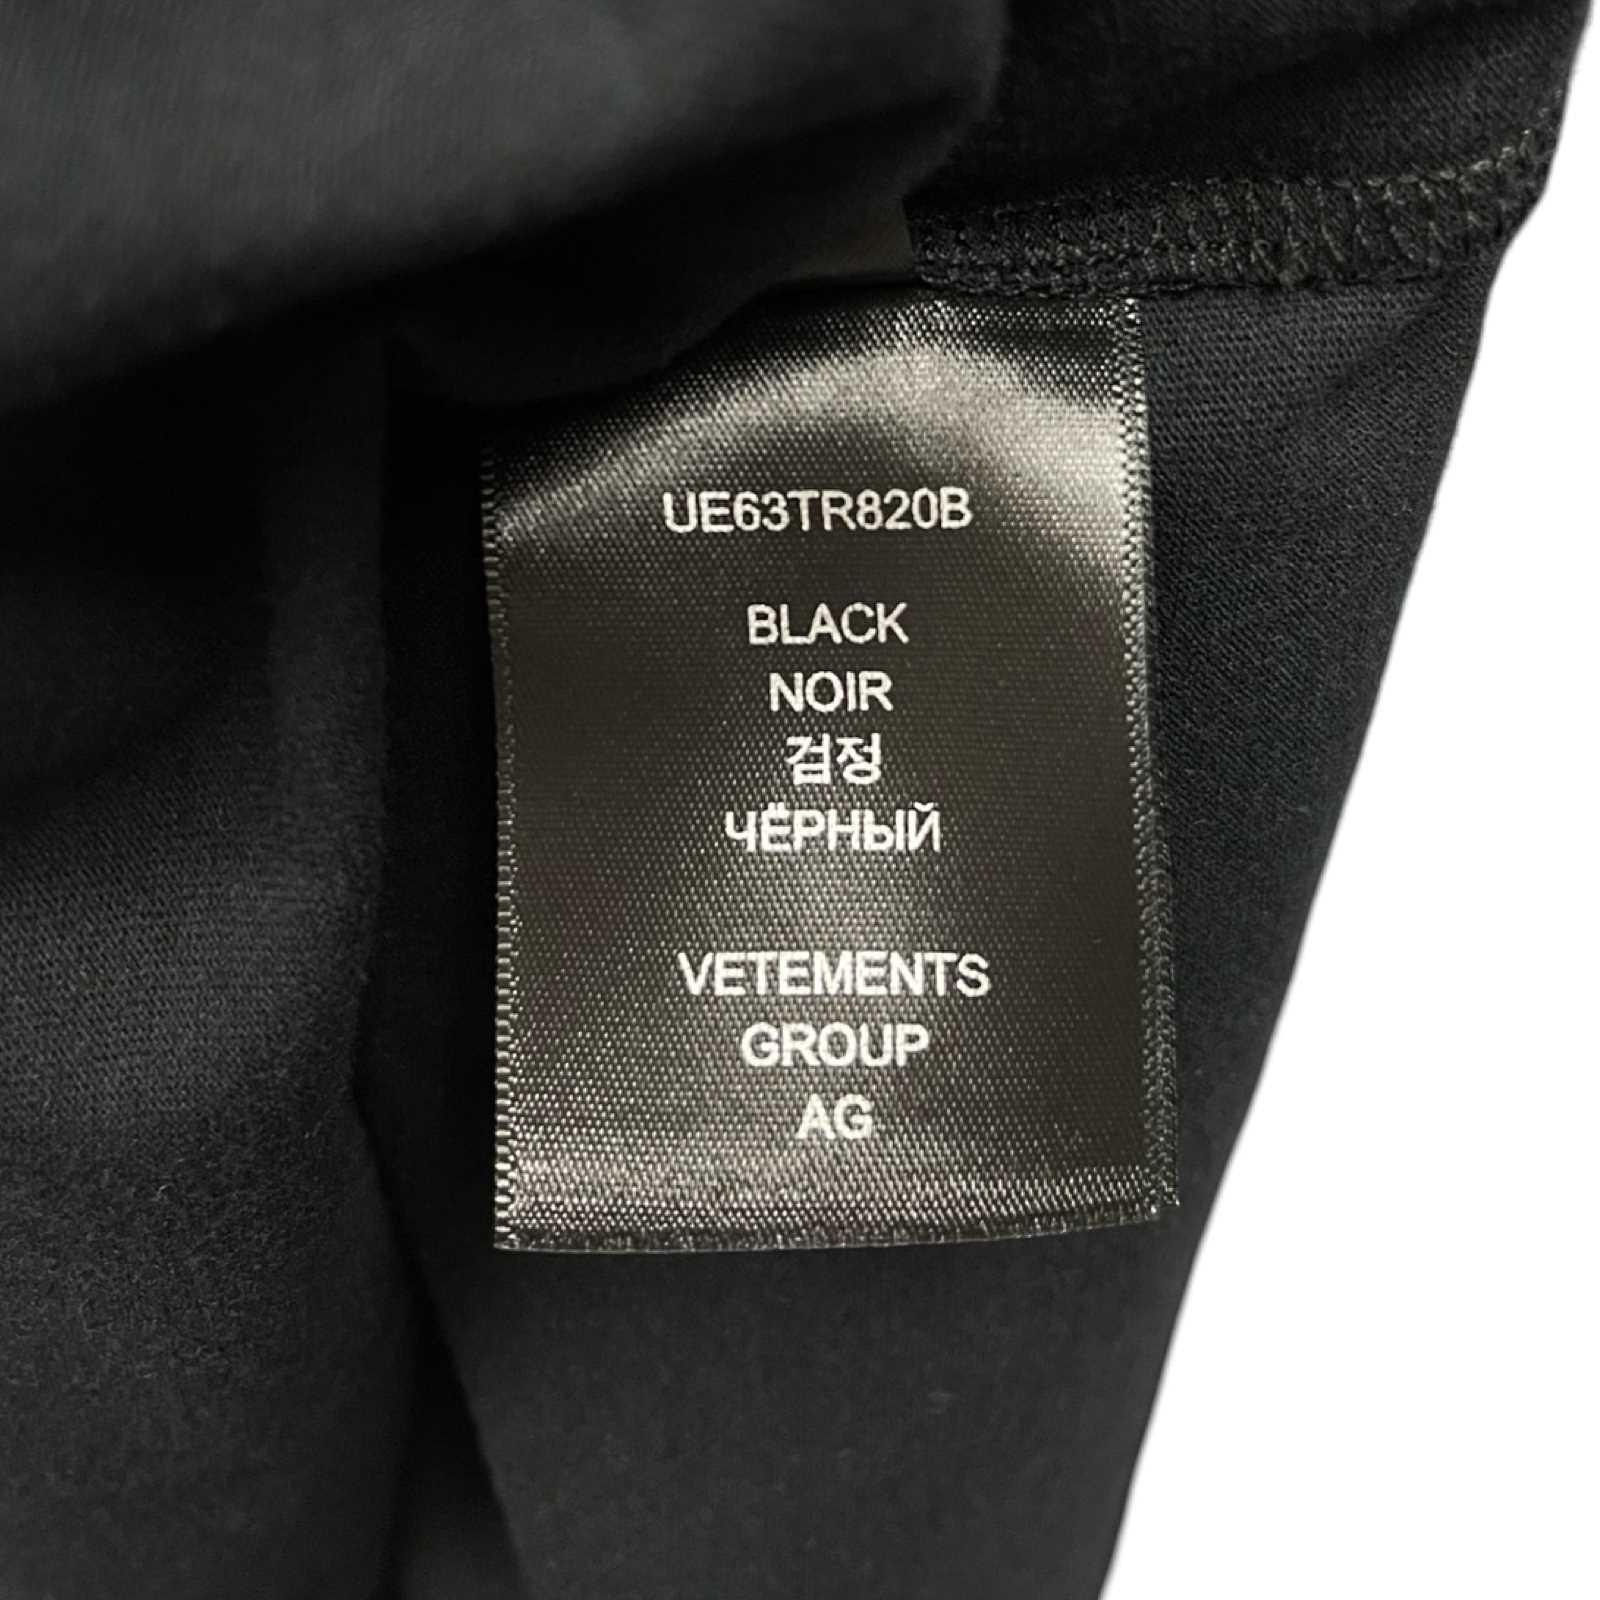 UE63TR820B
BLACK
NOIR
검정
ЧЁРНЫЙ
VETEMENTS
GROUP
AG